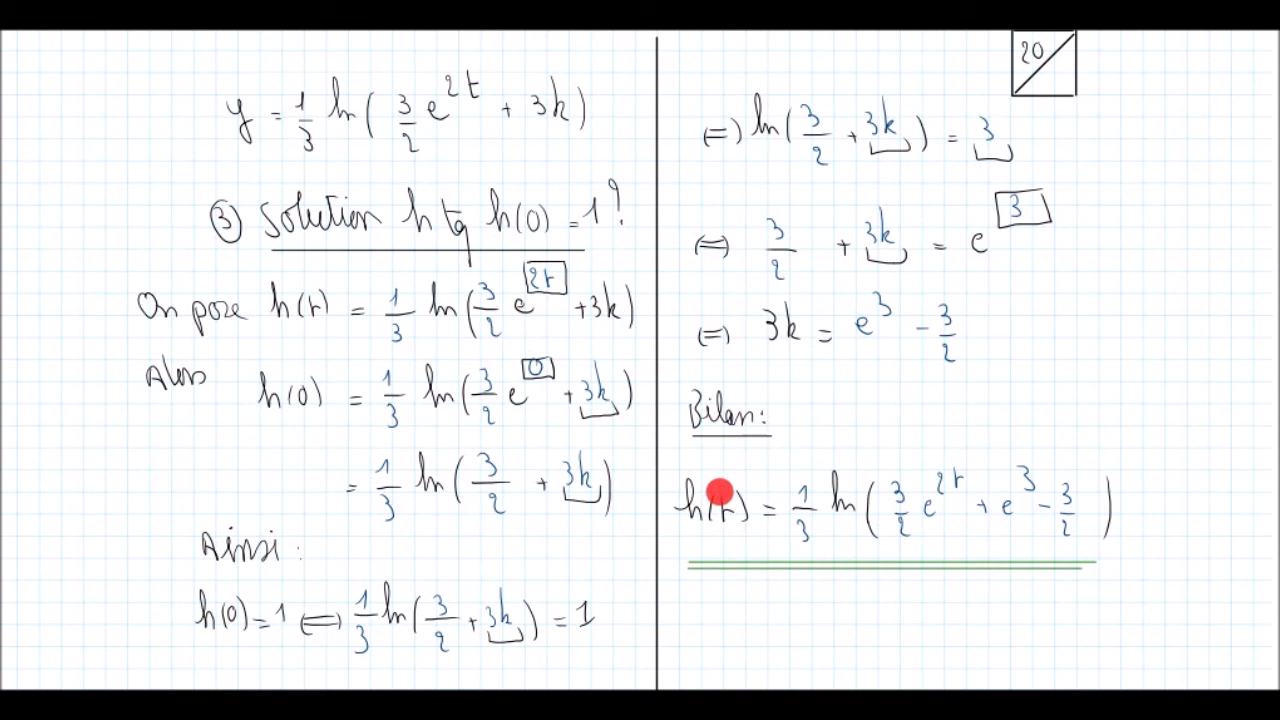 y = 1/3 ln(3/2 e^2t + 3k)
③ Solution h tq h(0) = 1?
On pose h(t) = 1/3 ln(3/2 e^2t + 3k)
Alors h(0) = 1/3 ln(3/2 e^0 + 3k)
= 1/3 ln(3/2 + 3k)
Ainsi :
h(0) = 1 ⟺ 1/3 ln(3/2 + 3k) = 1
20
⟺ ln(3/2 + 3k) = 3
⟺ 3/2 + 3k = e^3
⟺ 3k = e^3 - 3/2
Bilan :
h(t) = 1/3 ln(3/2 e^2t + e^3 - 3/2)